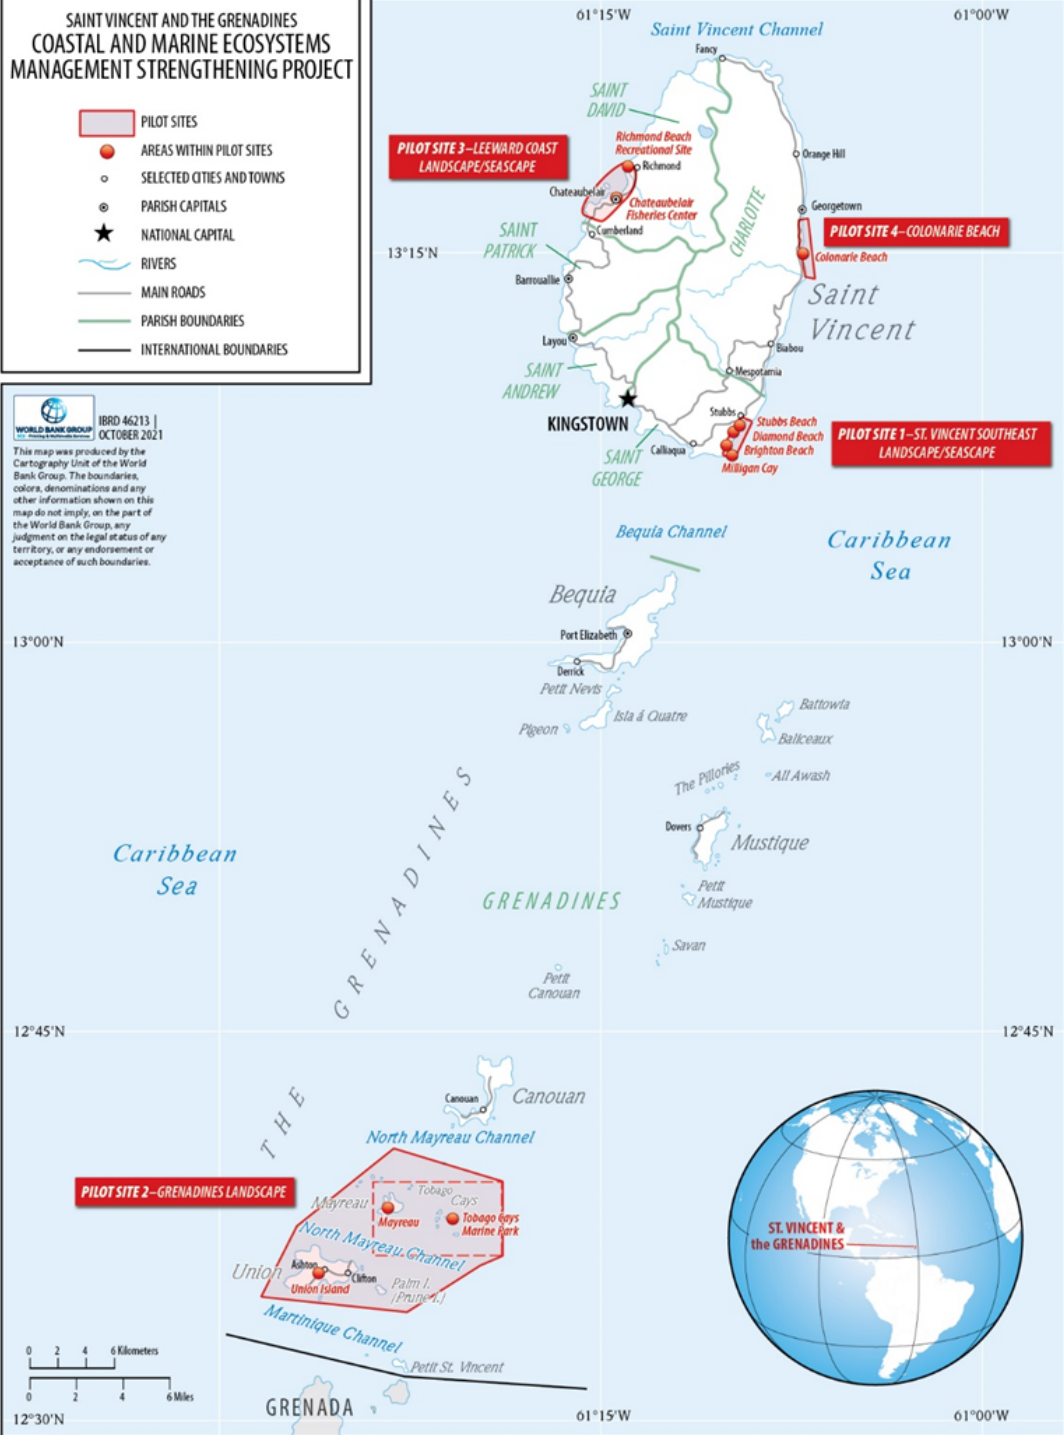 SAINT VINCENT AND THE GRENADINES
COASTAL AND MARINE ECOSYSTEMS
MANAGEMENT STRENGTHENING PROJECT
PILOT SITES
AREAS WITHIN PILOT SITES
SELECTED CITIES AND TOWNS
PARISH CAPITALS
NATIONAL CAPITAL
RIVERS
MAIN ROADS
PARISH BOUNDARIES
INTERNATIONAL BOUNDARIES
WORLD BANK GROUP
IBRD 46213 |
OCTOBER 2021
This map was produced by the
Cartography Unit of the World
Bank Group. The boundaries,
colors, denominations and any
other information shown on this
map do not imply, on the part of
the World Bank Group, any
judgment on the legal status of any
territory, or any endorsement or
acceptance of such boundaries.
61°15'W
61°00'W
Saint Vincent Channel
Fancy
SAINT
DAVID
Richmond Beach
Recreational Site
Richmond
Orange Hill
PILOT SITE 3–LEEWARD COAST
LANDSCAPE/SEASCAPE
Chateaubelair
Chateaubelair
Fisheries Center
CHARLOTTE
Georgetown
Cumberland
SAINT
PATRICK
PILOT SITE 4–COLONARIE BEACH
Colonarie Beach
13°15'N
Barrouallie
Saint
Vincent
Layou
Biabou
SAINT
ANDREW
Mespotamia
KINGSTOWN
Stubbs
Stubbs Beach
Diamond Beach
Brighton Beach
Milligan Cay
PILOT SITE 1–ST. VINCENT SOUTHEAST
LANDSCAPE/SEASCAPE
Calliaqua
SAINT
GEORGE
Bequia Channel
Caribbean
Sea
Bequia
Port Elizabeth
13°00'N
13°00'N
Derrick
Petit Nevis
Isla á Quatre
Pigeon
Battowia
Baliceaux
The Pillories
All Awash
Dovers
Mustique
Caribbean
Sea
Petit
Mustique
GRENADINES
Savan
Petit
Canouan
THE GRENADINES
12°45'N
12°45'N
Canouan
Canouan
North Mayreau Channel
PILOT SITE 2–GRENADINES LANDSCAPE
Mayreau
Tobago
Cays
Mayreau
Tobago Cays
Marine Park
North Mayreau Channel
Union
Ashton
Clifton
Union Island
Palm I.
(Prune I.)
Martinique Channel
Petit St. Vincent
GRENADA
ST. VINCENT &
the GRENADINES
0 2 4 6 Kilometers
0 2 4 6 Miles
12°30'N
61°15'W
61°00'W